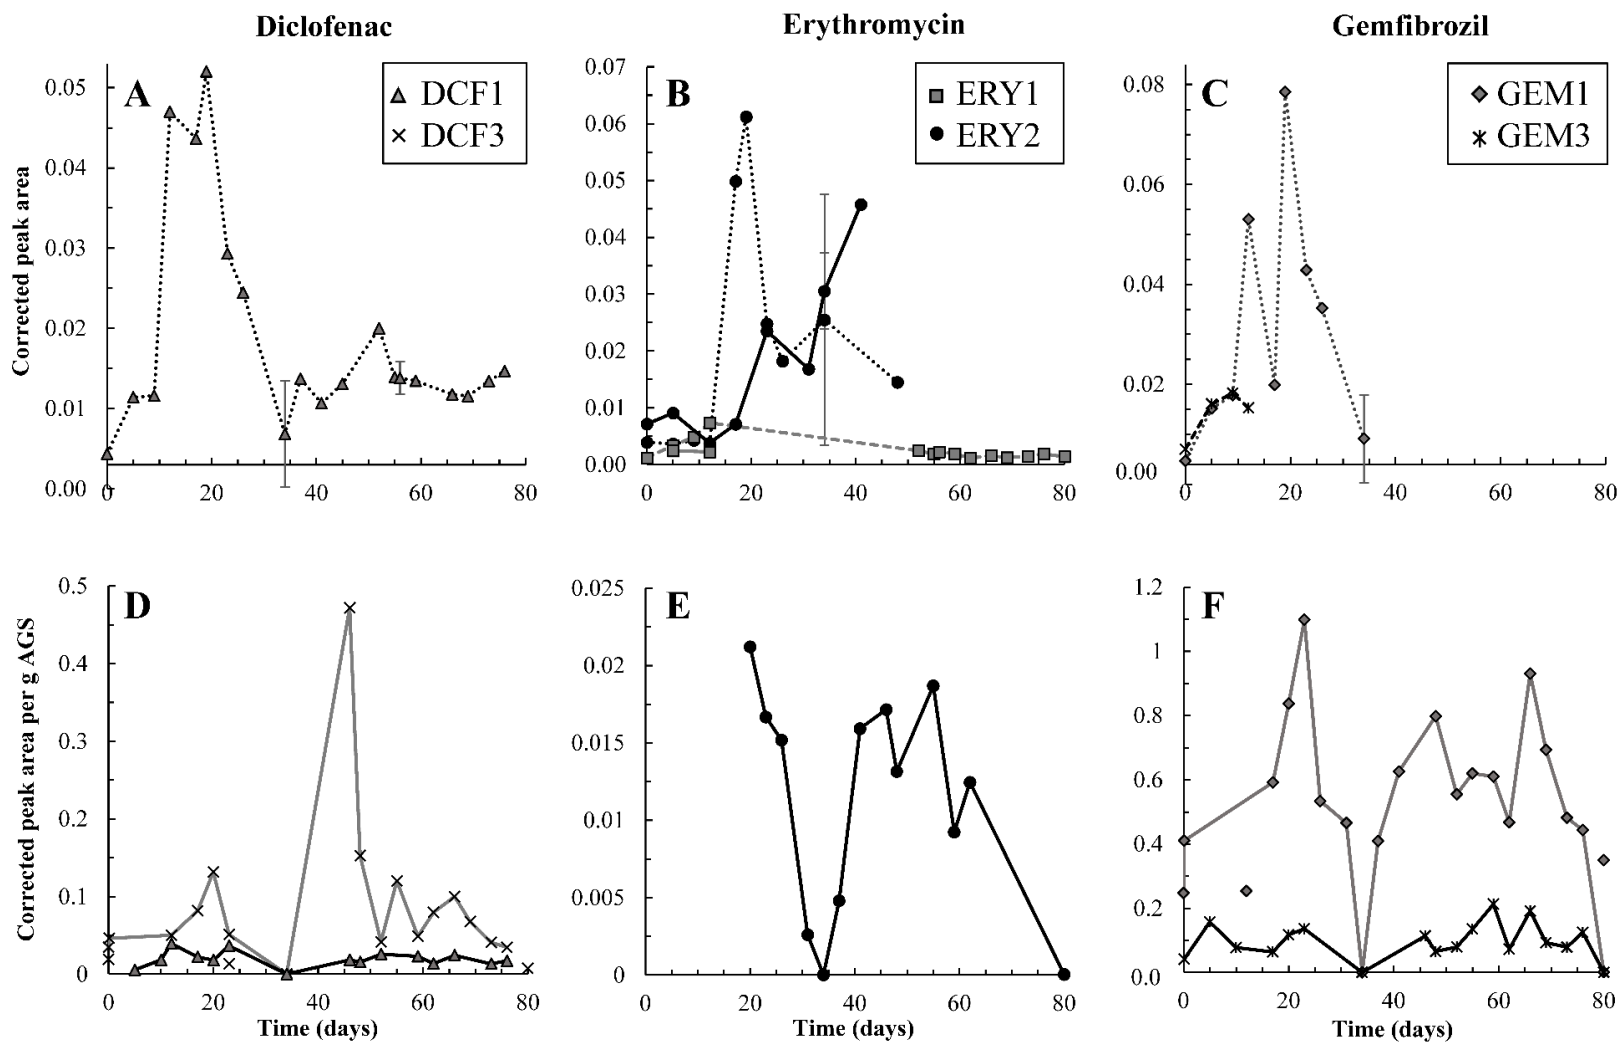 Diclofenac
Erythromycin
Gemfibrozil
Corrected peak area
A
DCF1
DCF3
0.05
0.04
0.03
0.02
0.01
0.00
0 20 40 60 80
B
ERY1
ERY2
0.07
0.06
0.05
0.04
0.03
0.02
0.01
0.00
0 20 40 60 80
C
GEM1
GEM3
0.08
0.06
0.04
0.02
0.00
0 20 40 60 80
Corrected peak area per g AGS
D
0.5
0.4
0.3
0.2
0.1
0
0 20 40 60 80
Time (days)
E
0.025
0.02
0.015
0.01
0.005
0
0 20 40 60 80
Time (days)
F
1.2
1
0.8
0.6
0.4
0.2
0.0
0 20 40 60 80
Time (days)